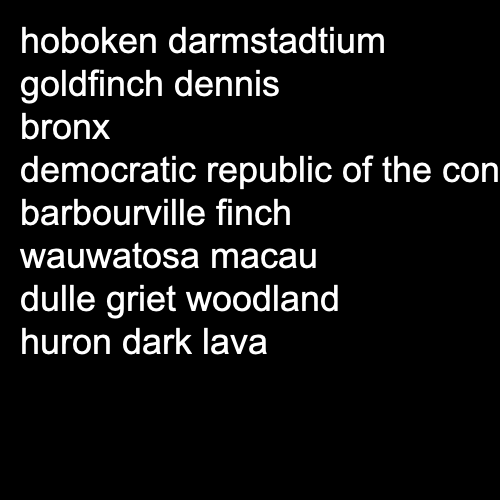 hoboken darmstadtium
goldfinch dennis
bronx
democratic republic of the con
barbourville finch
wauwatosa macau
dulle griet woodland
huron dark lava